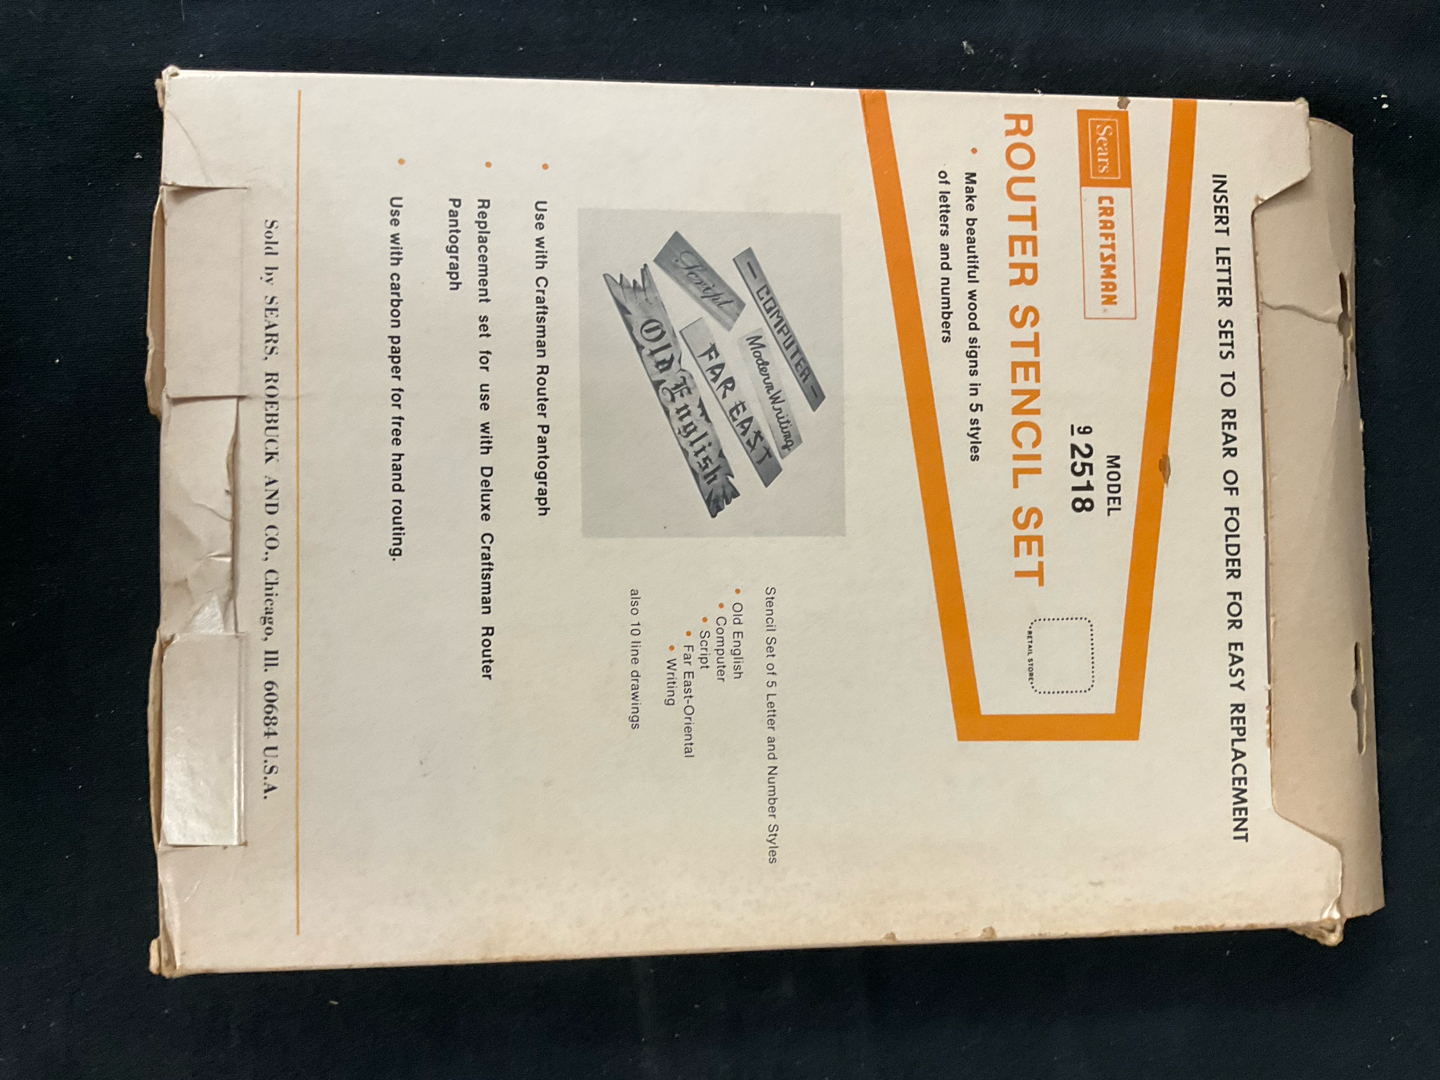 INSERT LETTER SETS TO REAR OF FOLDER FOR EASY REPLACEMENT
Sears CRAFTSMAN
MODEL
9 2518
ROUTER STENCIL SET
RETAIL STORE
• Make beautiful wood signs in 5 styles
of letters and numbers
— COMPUTER —
Modern Writing
Script
FAR EAST
Old English
Stencil Set of 5 Letter and Number Styles
• Old English
• Computer
• Script
• Far East-Oriental
• Writing
also 10 line drawings
• Use with Craftsman Router Pantograph
• Replacement set for use with Deluxe Craftsman Router
Pantograph
• Use with carbon paper for free hand routing.
Sold by SEARS, ROEBUCK AND CO., Chicago, Ill. 60684 U.S.A.